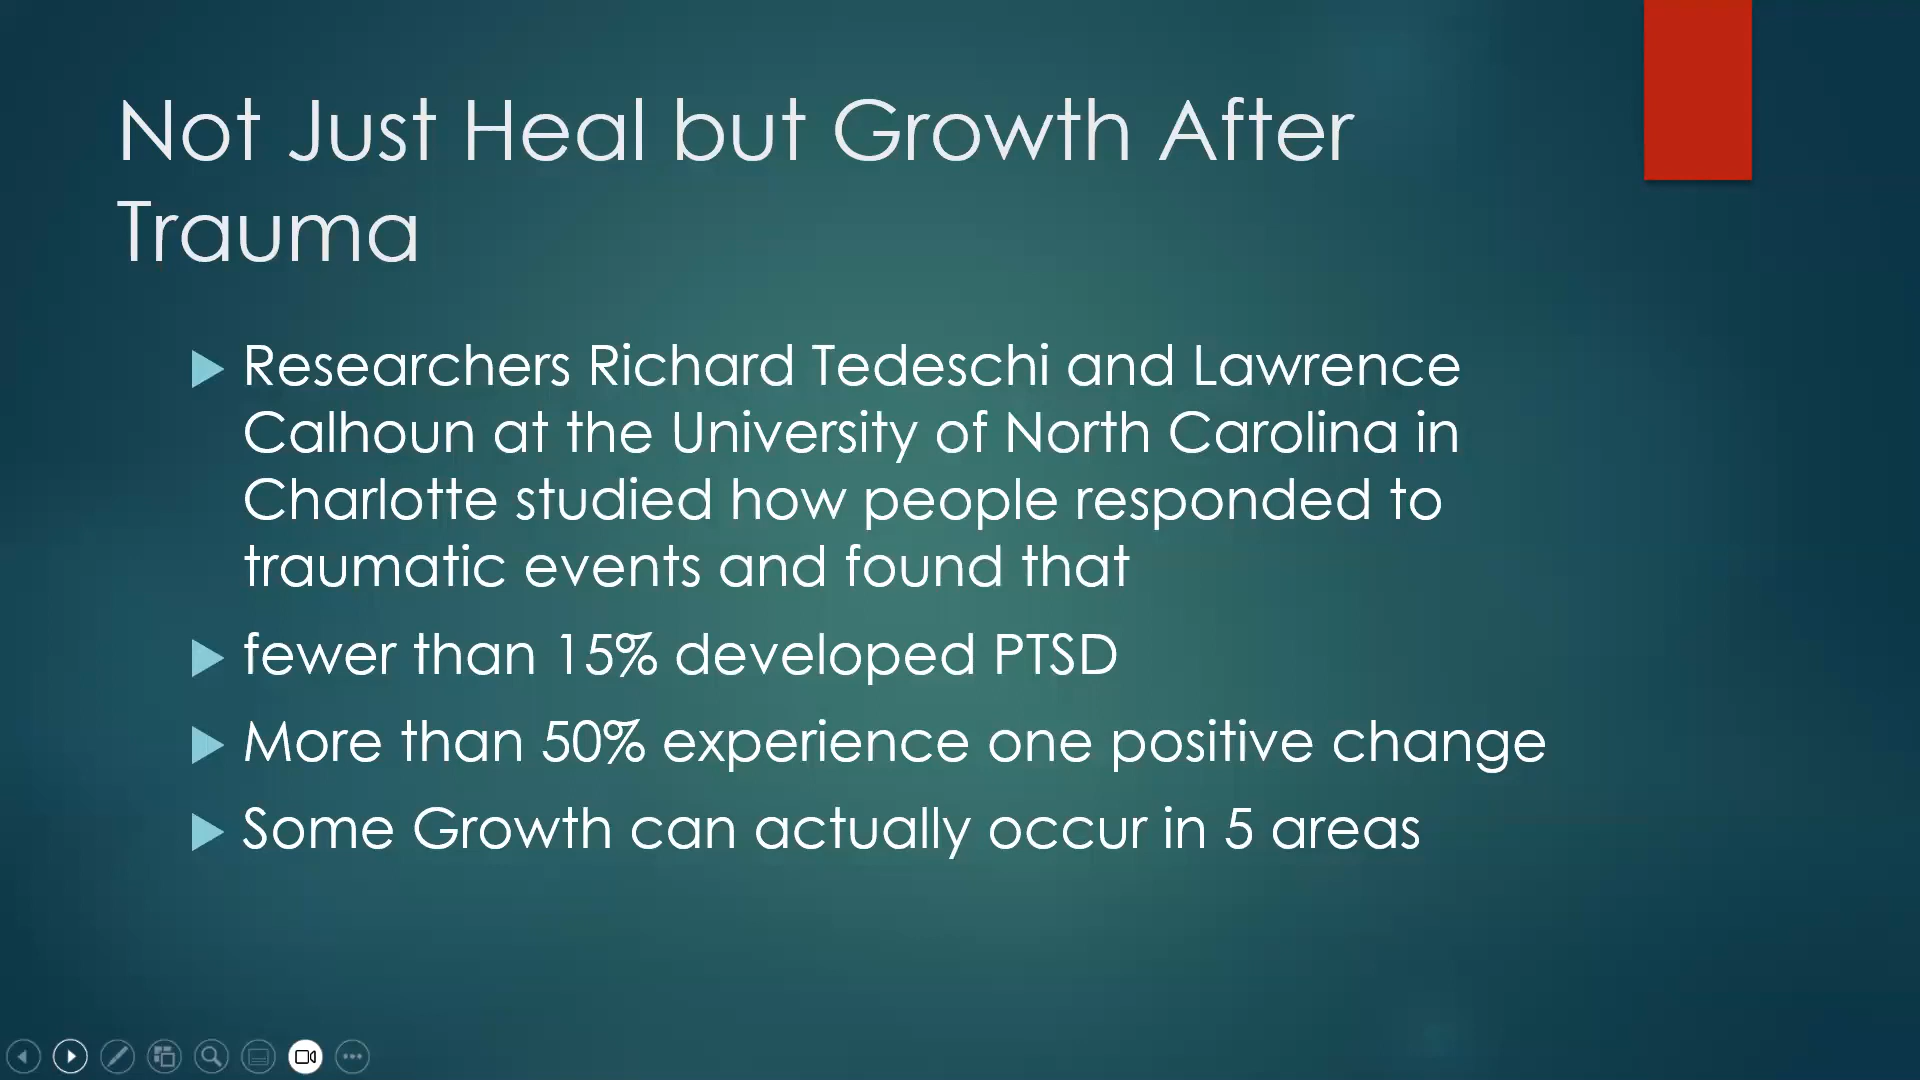 Not Just Heal but Growth After
Trauma
Researchers Richard Tedeschi and Lawrence
Calhoun at the University of North Carolina in
Charlotte studied how people responded to
traumatic events and found that
fewer than 15% developed PTSD
More than 50% experience one positive change
Some Growth can actually occur in 5 areas